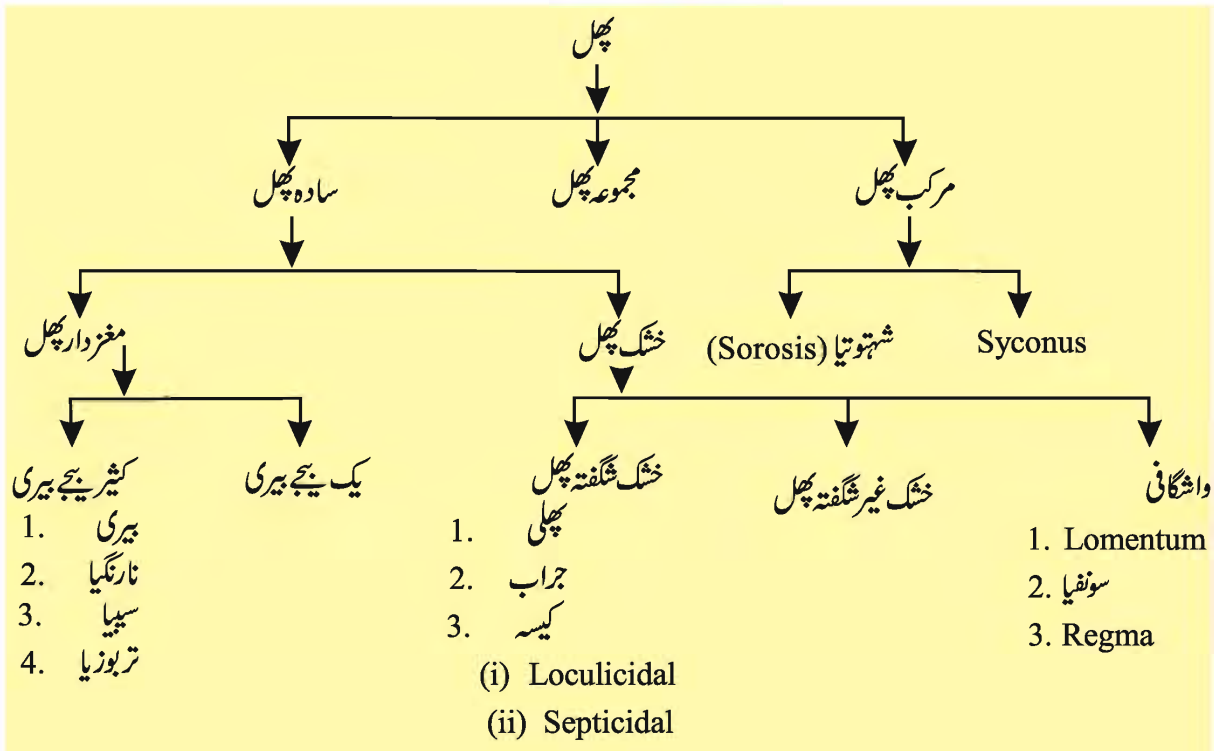 پھل
مرکب پھل
مجموعہ پھل
سادہ پھل
Syconus
شہتوتیا (Sorosis)
خشک پھل
مغزدار پھل
واشگافی
1. Lomentum
2. سونفیا
3. Regma
خشک غیر شگفتہ پھل
خشک شگفتہ پھل
1. پھلی
2. جراب
3. کیسہ
(i) Loculicidal
(ii) Septicidal
یک بیجے بیری
کثیر بیجے بیری
1. بیری
2. نارنگیا
3. سیبیا
4. تربوزیا